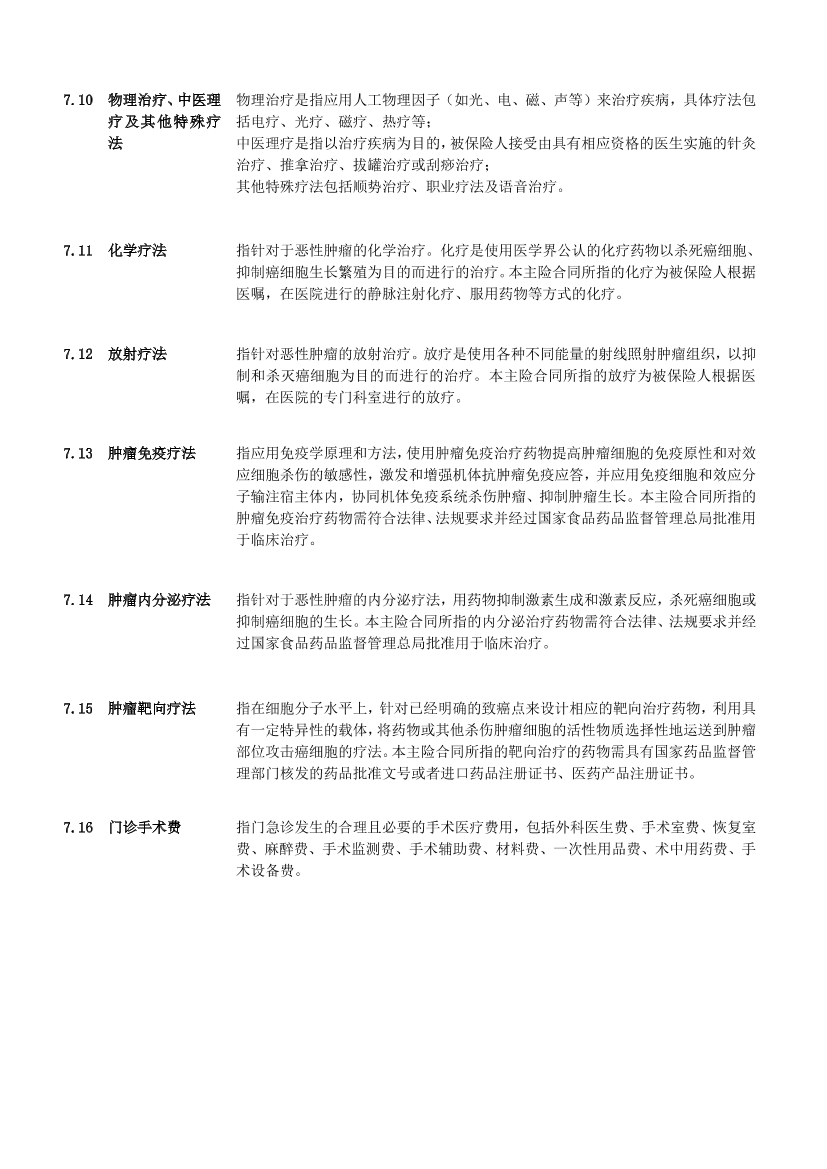 7.10 物理治疗、中医理 物理治疗是指应用人工物理因子（如光、电、磁、声等）来治疗疾病，具体疗法包
疗及其他特殊疗 括电疗、光疗、磁疗、热疗等；
法 中医理疗是指以治疗疾病为目的，被保险人接受由具有相应资格的医生实施的针灸
治疗、推拿治疗、拔罐治疗或刮痧治疗；
其他特殊疗法包括顺势治疗、职业疗法及语音治疗。
7.11 化学疗法 指针对于恶性肿瘤的化学治疗。化疗是使用医学界公认的化疗药物以杀死癌细胞、
抑制癌细胞生长繁殖为目的而进行的治疗。本主险合同所指的化疗为被保险人根据
医嘱，在医院进行的静脉注射化疗、服用药物等方式的化疗。
7.12 放射疗法 指针对恶性肿瘤的放射治疗。放疗是使用各种不同能量的射线照射肿瘤组织，以抑
制和杀灭癌细胞为目的而进行的治疗。本主险合同所指的放疗为被保险人根据医
嘱，在医院的专门科室进行的放疗。
7.13 肿瘤免疫疗法 指应用免疫学原理和方法，使用肿瘤免疫治疗药物提高肿瘤细胞的免疫原性和对效
应细胞杀伤的敏感性，激发和增强机体抗肿瘤免疫应答，并应用免疫细胞和效应分
子输注宿主体内，协同机体免疫系统杀伤肿瘤、抑制肿瘤生长。本主险合同所指的
肿瘤免疫治疗药物需符合法律、法规要求并经过国家食品药品监督管理总局批准用
于临床治疗。
7.14 肿瘤内分泌疗法 指针对于恶性肿瘤的内分泌疗法，用药物抑制激素生成和激素反应，杀死癌细胞或
抑制癌细胞的生长。本主险合同所指的内分泌治疗药物需符合法律、法规要求并经
过国家食品药品监督管理总局批准用于临床治疗。
7.15 肿瘤靶向疗法 指在细胞分子水平上，针对已经明确的致癌点来设计相应的靶向治疗药物，利用具
有一定特异性的载体，将药物或其他杀伤肿瘤细胞的活性物质选择性地运送到肿瘤
部位攻击癌细胞的疗法。本主险合同所指的靶向治疗的药物需具有国家药品监督管
理部门核发的药品批准文号或者进口药品注册证书、医药产品注册证书。
7.16 门诊手术费 指门急诊发生的合理且必要的手术医疗费用，包括外科医生费、手术室费、恢复室
费、麻醉费、手术监测费、手术辅助费、材料费、一次性用品费、术中用药费、手
术设备费。